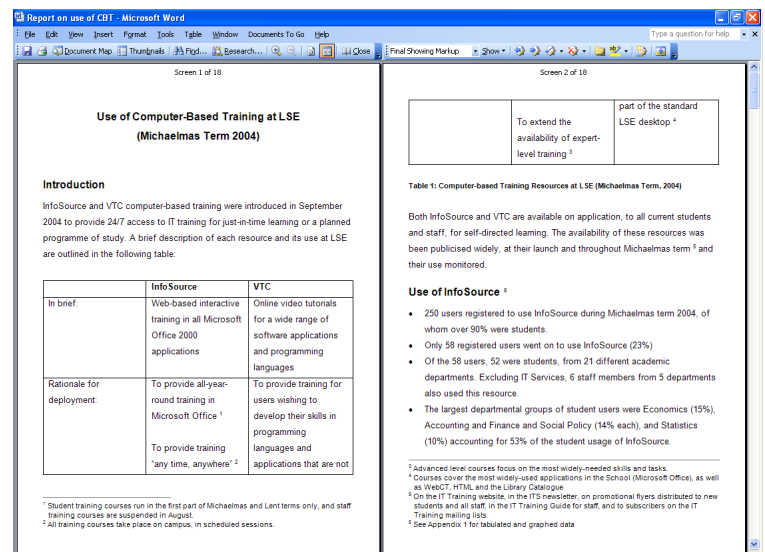 Report on use of CBT - Microsoft Word
File Edit View Insert Format Tools Table Window Documents To Go Help
Type a question for help
Document Map Thumbnails Find... Research... Close Final Showing Markup Show
Screen 1 of 18
Use of Computer-Based Training at LSE
(Michaelmas Term 2004)
Introduction
InfoSource and VTC computer-based training were introduced in September
2004 to provide 24/7 access to IT training for just-in-time learning or a planned
programme of study. A brief description of each resource and its use at LSE
are outlined in the following table:
InfoSource VTC
In brief: Web-based interactive Online video tutorials
training in all Microsoft for a wide range of
Office 2000 software applications
applications and programming
languages
Rationale for To provide all-year- To provide training for
deployment: round training in users wishing to
Microsoft Office 1 develop their skills in
programming
To provide training languages and
"any time, anywhere" 2 applications that are not
1 Student training courses run in the first part of Michaelmas and Lent terms only, and staff
training courses are suspended in August.
2 All training courses take place on campus, in scheduled sessions.
Screen 2 of 18
part of the standard
To extend the LSE desktop 4
availability of expert-
level training 3
Table 1: Computer-based Training Resources at LSE (Michaelmas Term, 2004)
Both InfoSource and VTC are available on application, to all current students
and staff, for self-directed learning. The availability of these resources was
been publicised widely, at their launch and throughout Michaelmas term 5 and
their use monitored.
Use of InfoSource 6
• 250 users registered to use InfoSource during Michaelmas term 2004, of
whom over 90% were students.
• Only 58 registered users went on to use InfoSource (23%)
• Of the 58 users, 52 were students, from 21 different academic
departments. Excluding IT Services, 6 staff members from 5 departments
also used this resource.
• The largest departmental groups of student users were Economics (15%),
Accounting and Finance and Social Policy (14% each), and Statistics
(10%) accounting for 53% of the student usage of InfoSource.
3 Advanced level courses focus on the most widely-needed skills and tasks.
4 Courses cover the most widely-used applications in the School (Microsoft Office), as well
as WebCT, HTML and the Library Catalogue
5 On the IT Training website, in the ITS newsletter, on promotional flyers distributed to new
students and all staff, in the IT Training Guide for staff, and to subscribers on the IT
Training mailing lists.
6 See Appendix 1 for tabulated and graphed data